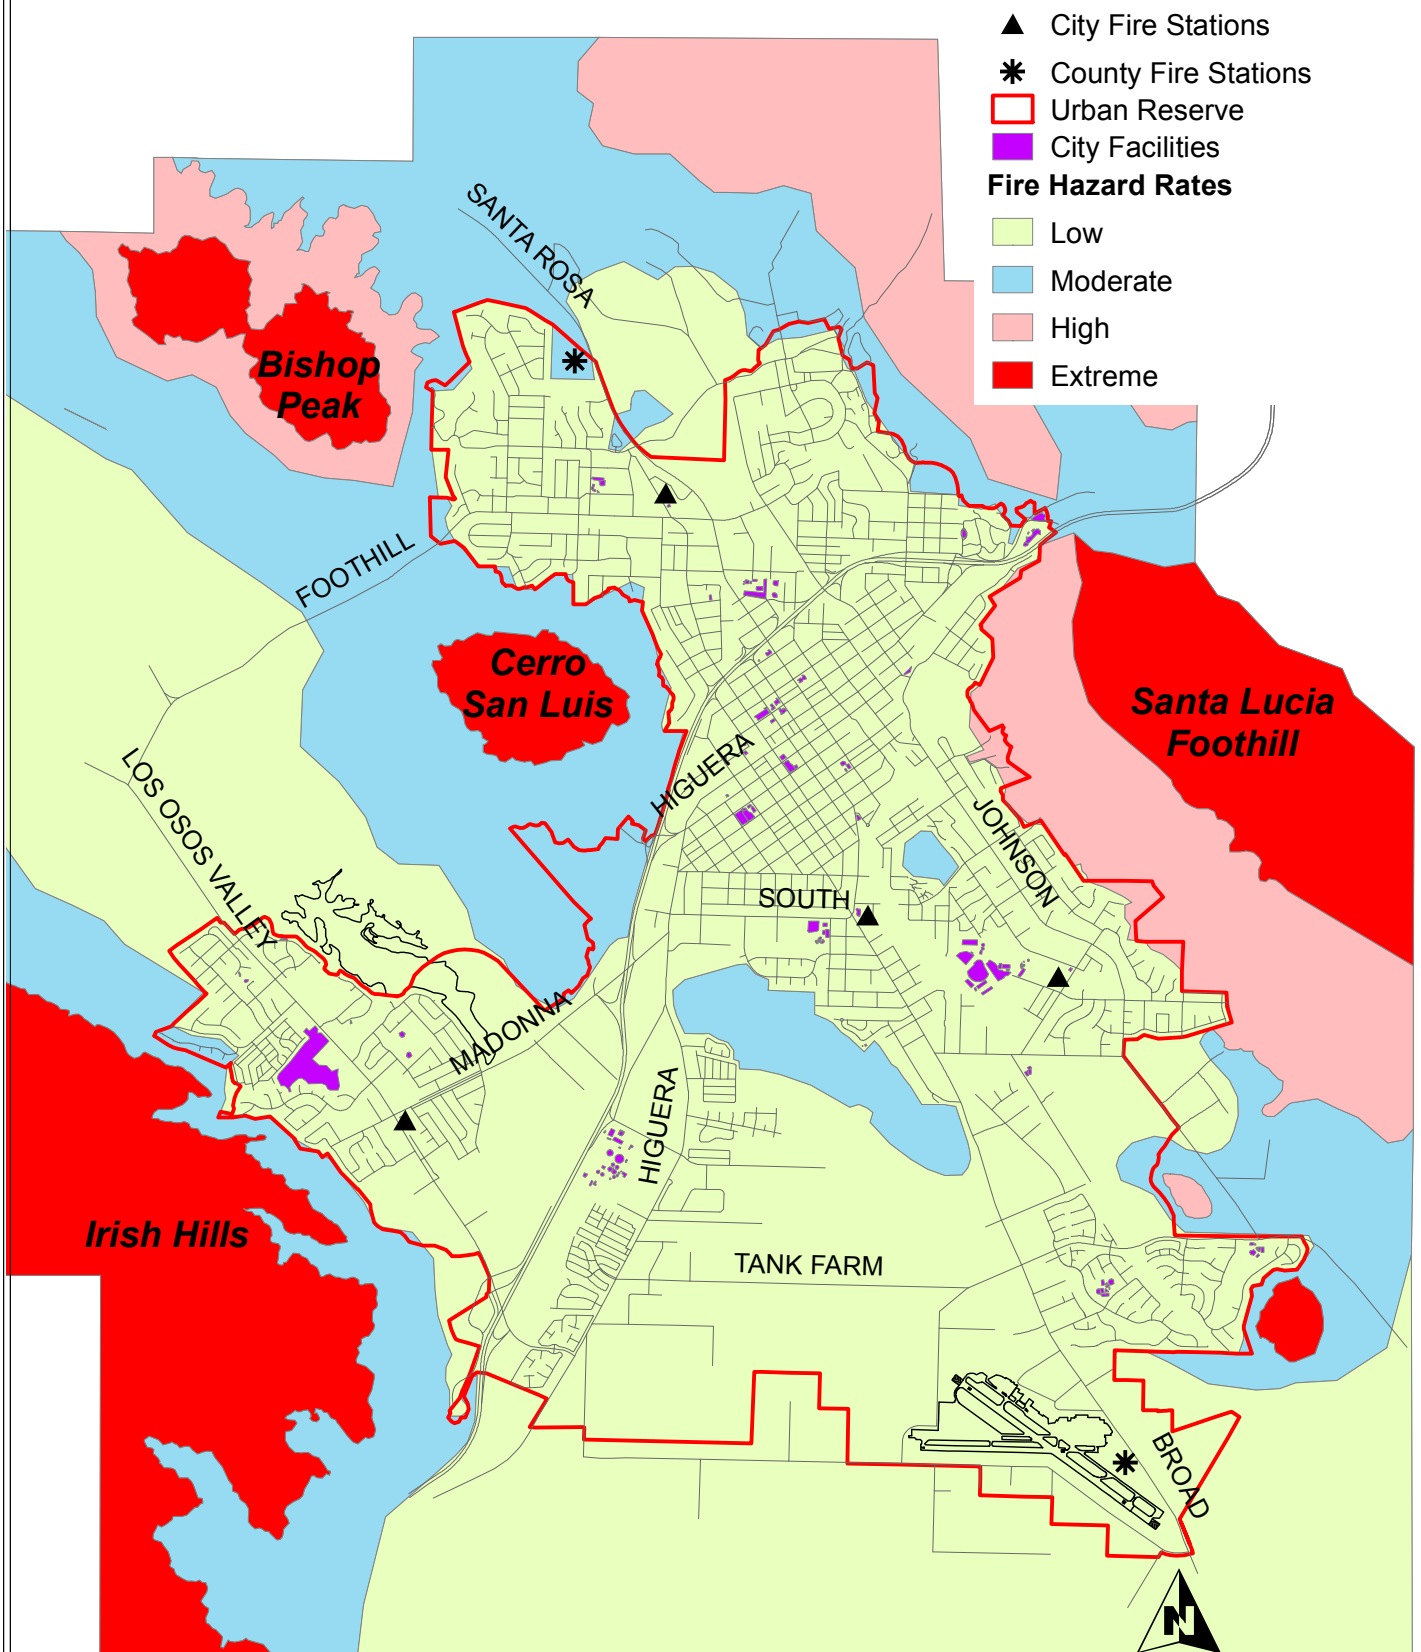 City Fire Stations
County Fire Stations
Urban Reserve
City Facilities
Fire Hazard Rates
Low
Moderate
High
Extreme
SANTA ROSA
Bishop
Peak
FOOTHILL
Cerro
San Luis
Santa Lucia
Foothill
HIGUERA
LOS OSOS VALLEY
JOHNSON
SOUTH
MADONNA
HIGUERA
Irish Hills
TANK FARM
BROAD
N